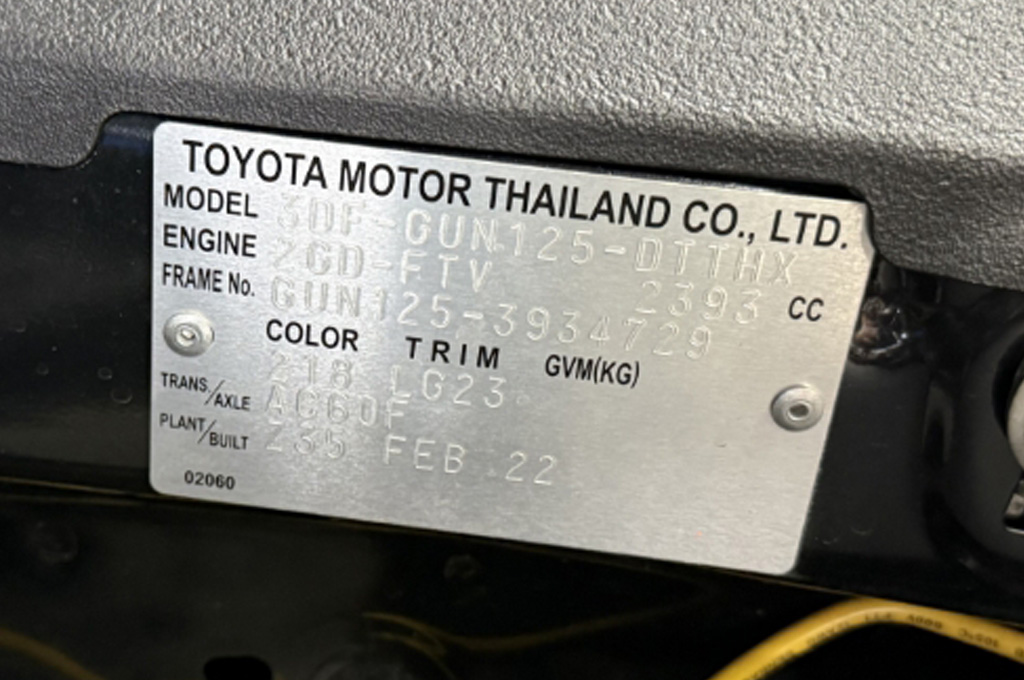 TOYOTA MOTOR THAILAND CO., LTD.
MODEL 3DF-GUN125-DTTHX
ENGINE 2GD-FTV 2393 CC
FRAME No. GUN125-3934729
COLOR TRIM GVM(KG)
218 LG23
TRANS./AXLE AC60F
PLANT/BUILT 235 FEB 22
02060